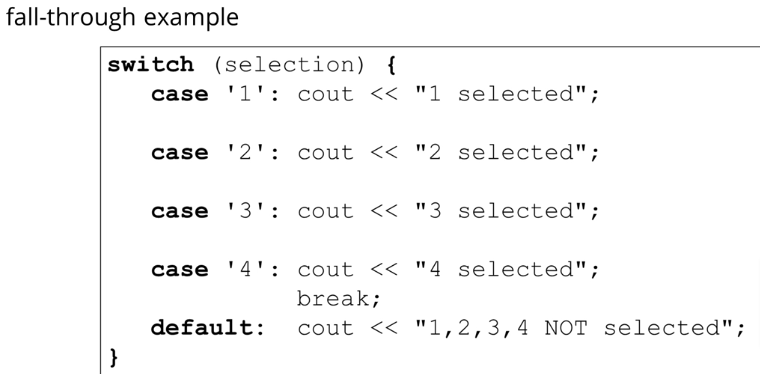 fall-through example
switch (selection) {
case '1': cout << "1 selected";
case '2': cout << "2 selected";
case '3': cout << "3 selected";
case '4': cout << "4 selected";
break;
default: cout << "1,2,3,4 NOT selected";
}